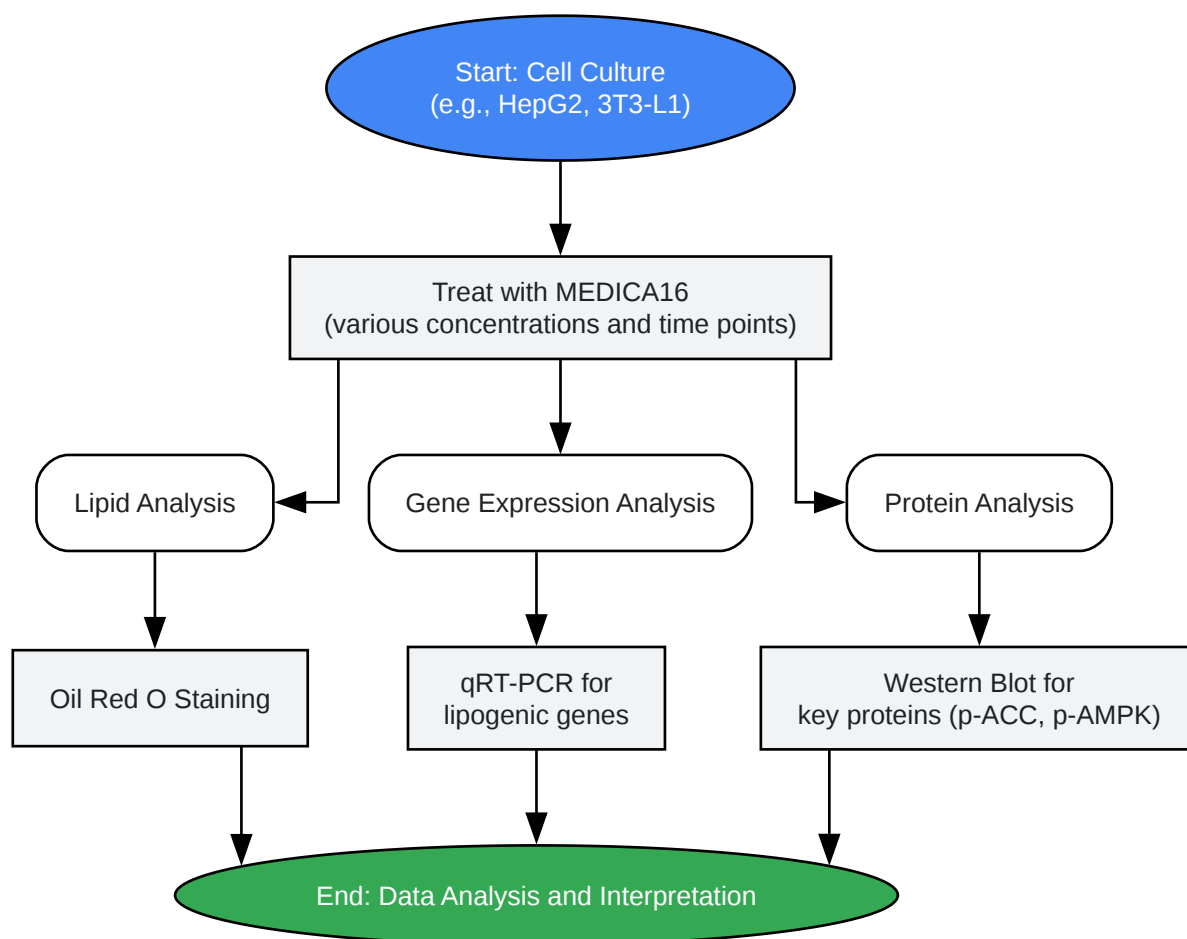 Start: Cell Culture
(e.g., HepG2, 3T3-L1)
Treat with MEDICA16
(various concentrations and time points)
Lipid Analysis
Gene Expression Analysis
Protein Analysis
Oil Red O Staining
qRT-PCR for
lipogenic genes
Western Blot for
key proteins (p-ACC, p-AMPK)
End: Data Analysis and Interpretation